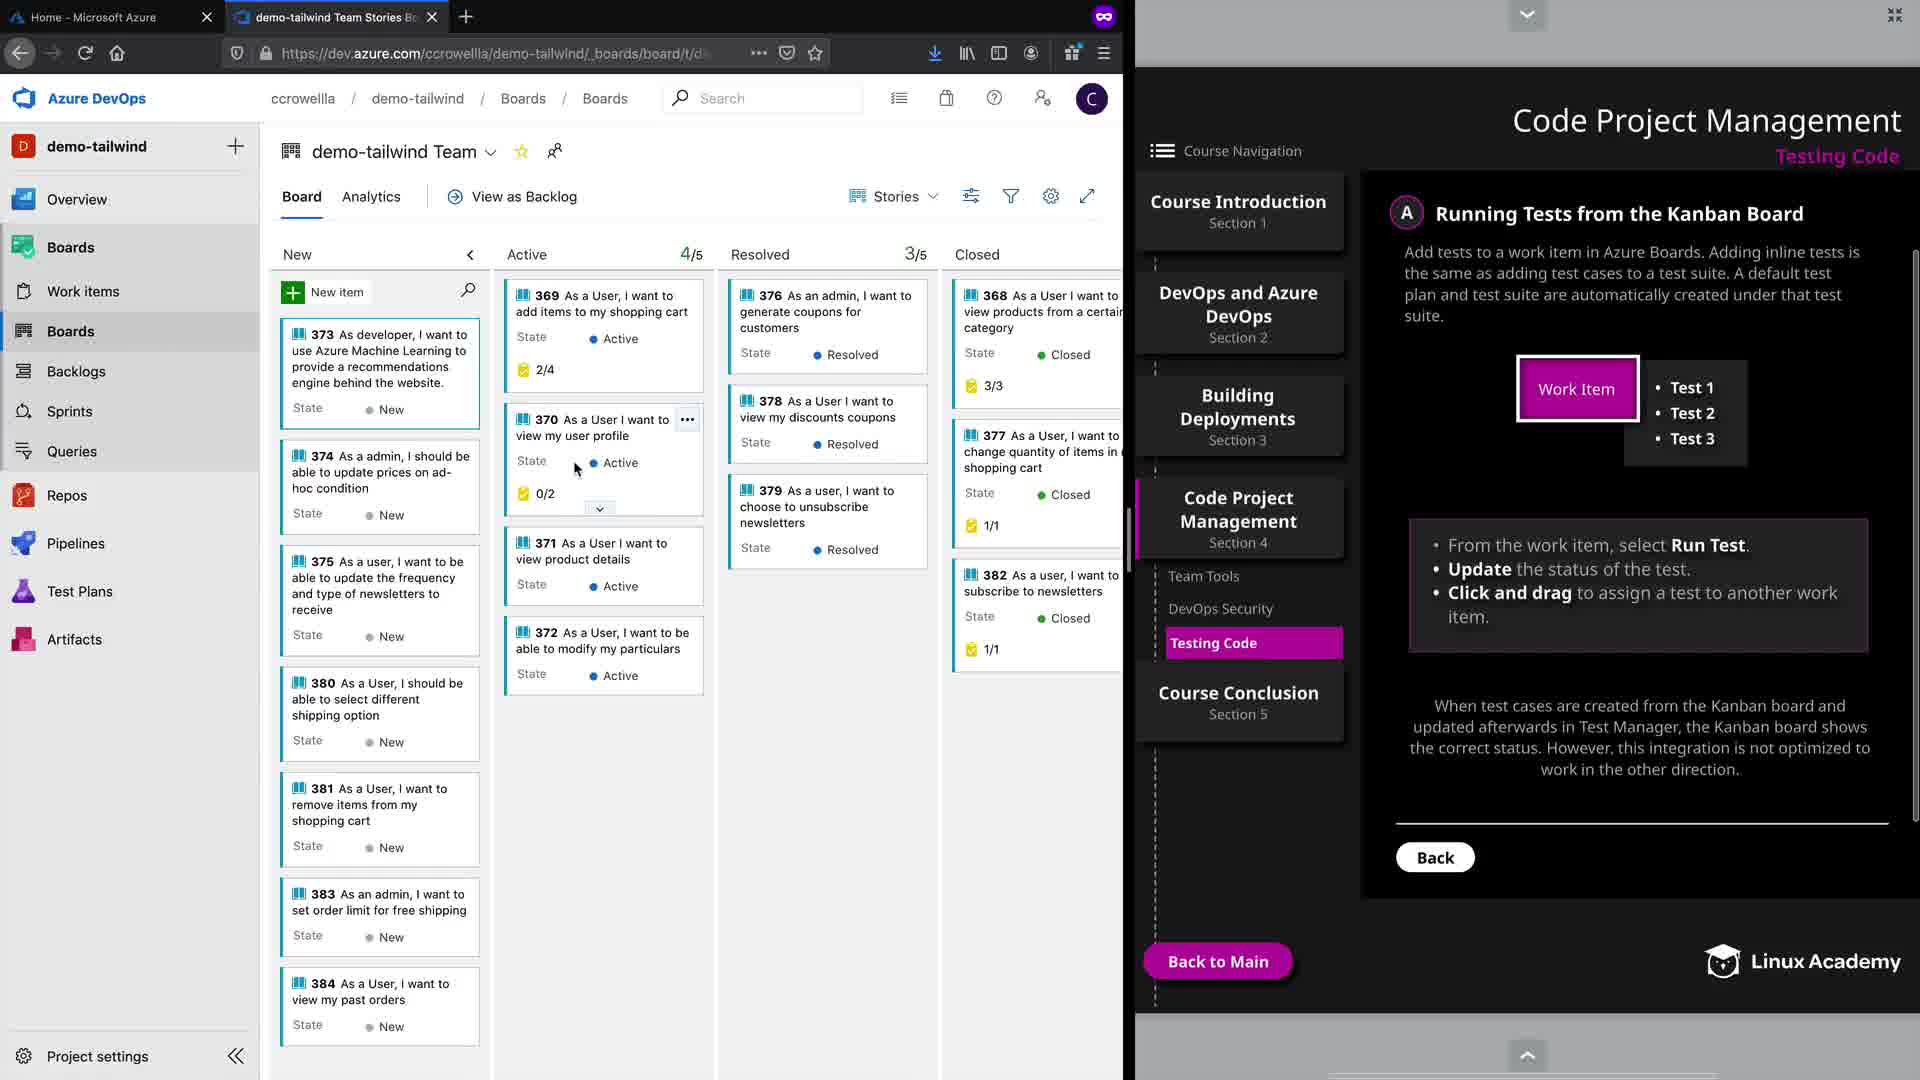 Home - Microsoft Azure
demo-tailwind Team Stories Bo
https://dev.azure.com/ccrowellla/demo-tailwind/_boards/board/t/de
Azure DevOps
ccrowellla / demo-tailwind / Boards / Boards
Search
C
D demo-tailwind
Overview
Boards
Work items
Boards
Backlogs
Sprints
Queries
Repos
Pipelines
Test Plans
Artifacts
Project settings
demo-tailwind Team
Board
Analytics
View as Backlog
Stories
New
New item
373 As developer, I want to
use Azure Machine Learning to
provide a recommendations
engine behind the website.
State New
374 As a admin, I should be
able to update prices on ad-
hoc condition
State New
375 As a user, I want to be
able to update the frequency
and type of newsletters to
receive
State New
380 As a User, I should be
able to select different
shipping option
State New
381 As a User, I want to
remove items from my
shopping cart
State New
383 As an admin, I want to
set order limit for free shipping
State New
384 As a User, I want to
view my past orders
State New
Active 4/5
369 As a User, I want to
add items to my shopping cart
State Active
2/4
370 As a User I want to
view my user profile
State Active
0/2
371 As a User I want to
view product details
State Active
372 As a User, I want to be
able to modify my particulars
State Active
Resolved 3/5
376 As an admin, I want to
generate coupons for
customers
State Resolved
378 As a User I want to
view my discounts coupons
State Resolved
379 As a user, I want to
choose to unsubscribe
newsletters
State Resolved
Closed
368 As a User I want to
view products from a certain
category
State Closed
3/3
377 As a User, I want to
change quantity of items in
shopping cart
State Closed
1/1
382 As a user, I want to
subscribe to newsletters
State Closed
1/1
Code Project Management
Testing Code
Course Navigation
Course Introduction
Section 1
DevOps and Azure
DevOps
Section 2
Building
Deployments
Section 3
Code Project
Management
Section 4
Team Tools
DevOps Security
Testing Code
Course Conclusion
Section 5
Back to Main
A Running Tests from the Kanban Board
Add tests to a work item in Azure Boards. Adding inline tests is
the same as adding test cases to a test suite. A default test
plan and test suite are automatically created under that test
suite.
Work Item
• Test 1
• Test 2
• Test 3
• From the work item, select Run Test.
• Update the status of the test.
• Click and drag to assign a test to another work
item.
When test cases are created from the Kanban board and
updated afterwards in Test Manager, the Kanban board shows
the correct status. However, this integration is not optimized to
work in the other direction.
Back
Linux Academy